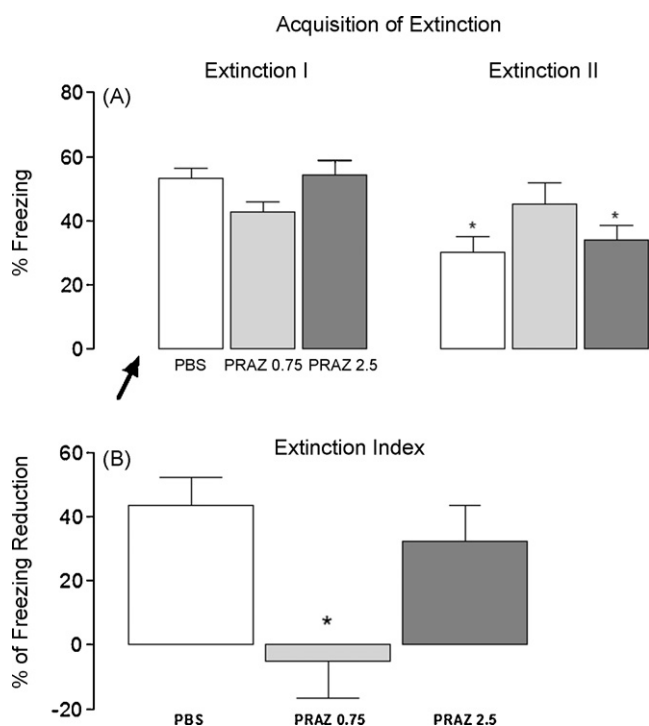 Acquisition of Extinction
Extinction I Extinction II
(A)
% Freezing
80
60
40
20
0
* *
PBS PRAZ 0.75 PRAZ 2.5
Extinction Index
(B)
% of Freezing Reduction
60
40
20
0
-20
*
PBS PRAZ 0.75 PRAZ 2.5